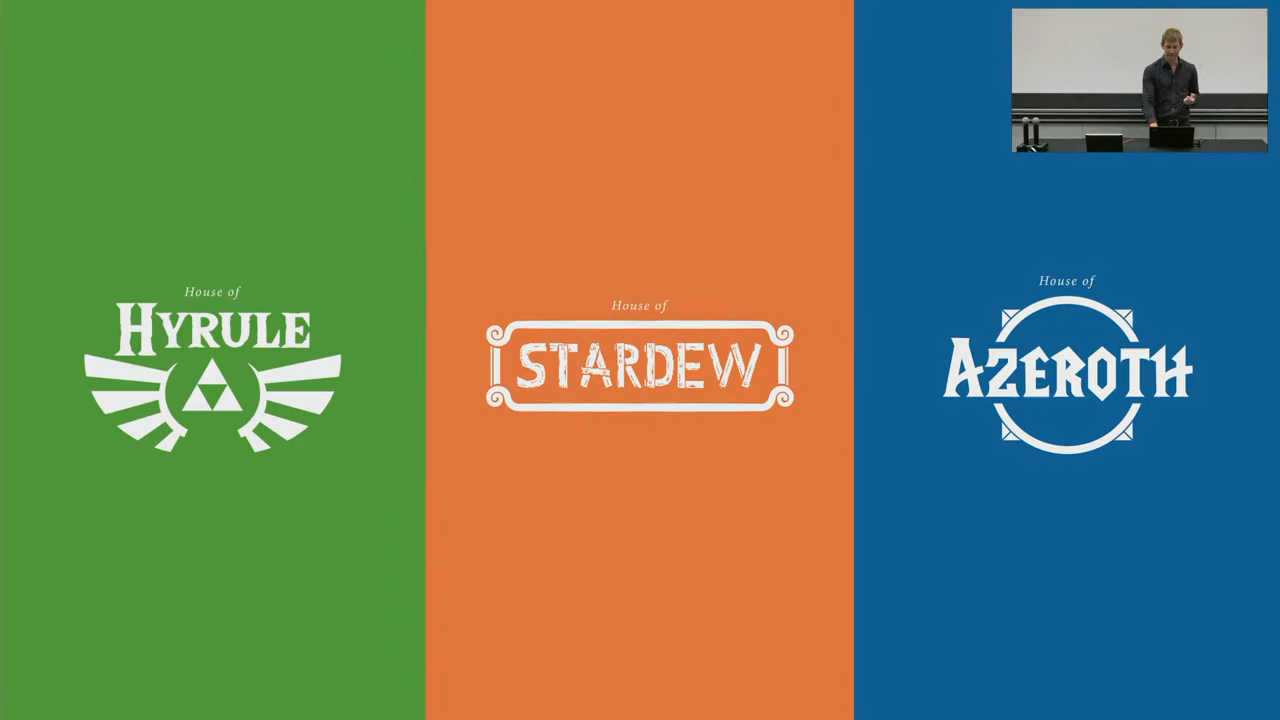 House of
HYRULE
House of
STARDEW
House of
AZEROTH